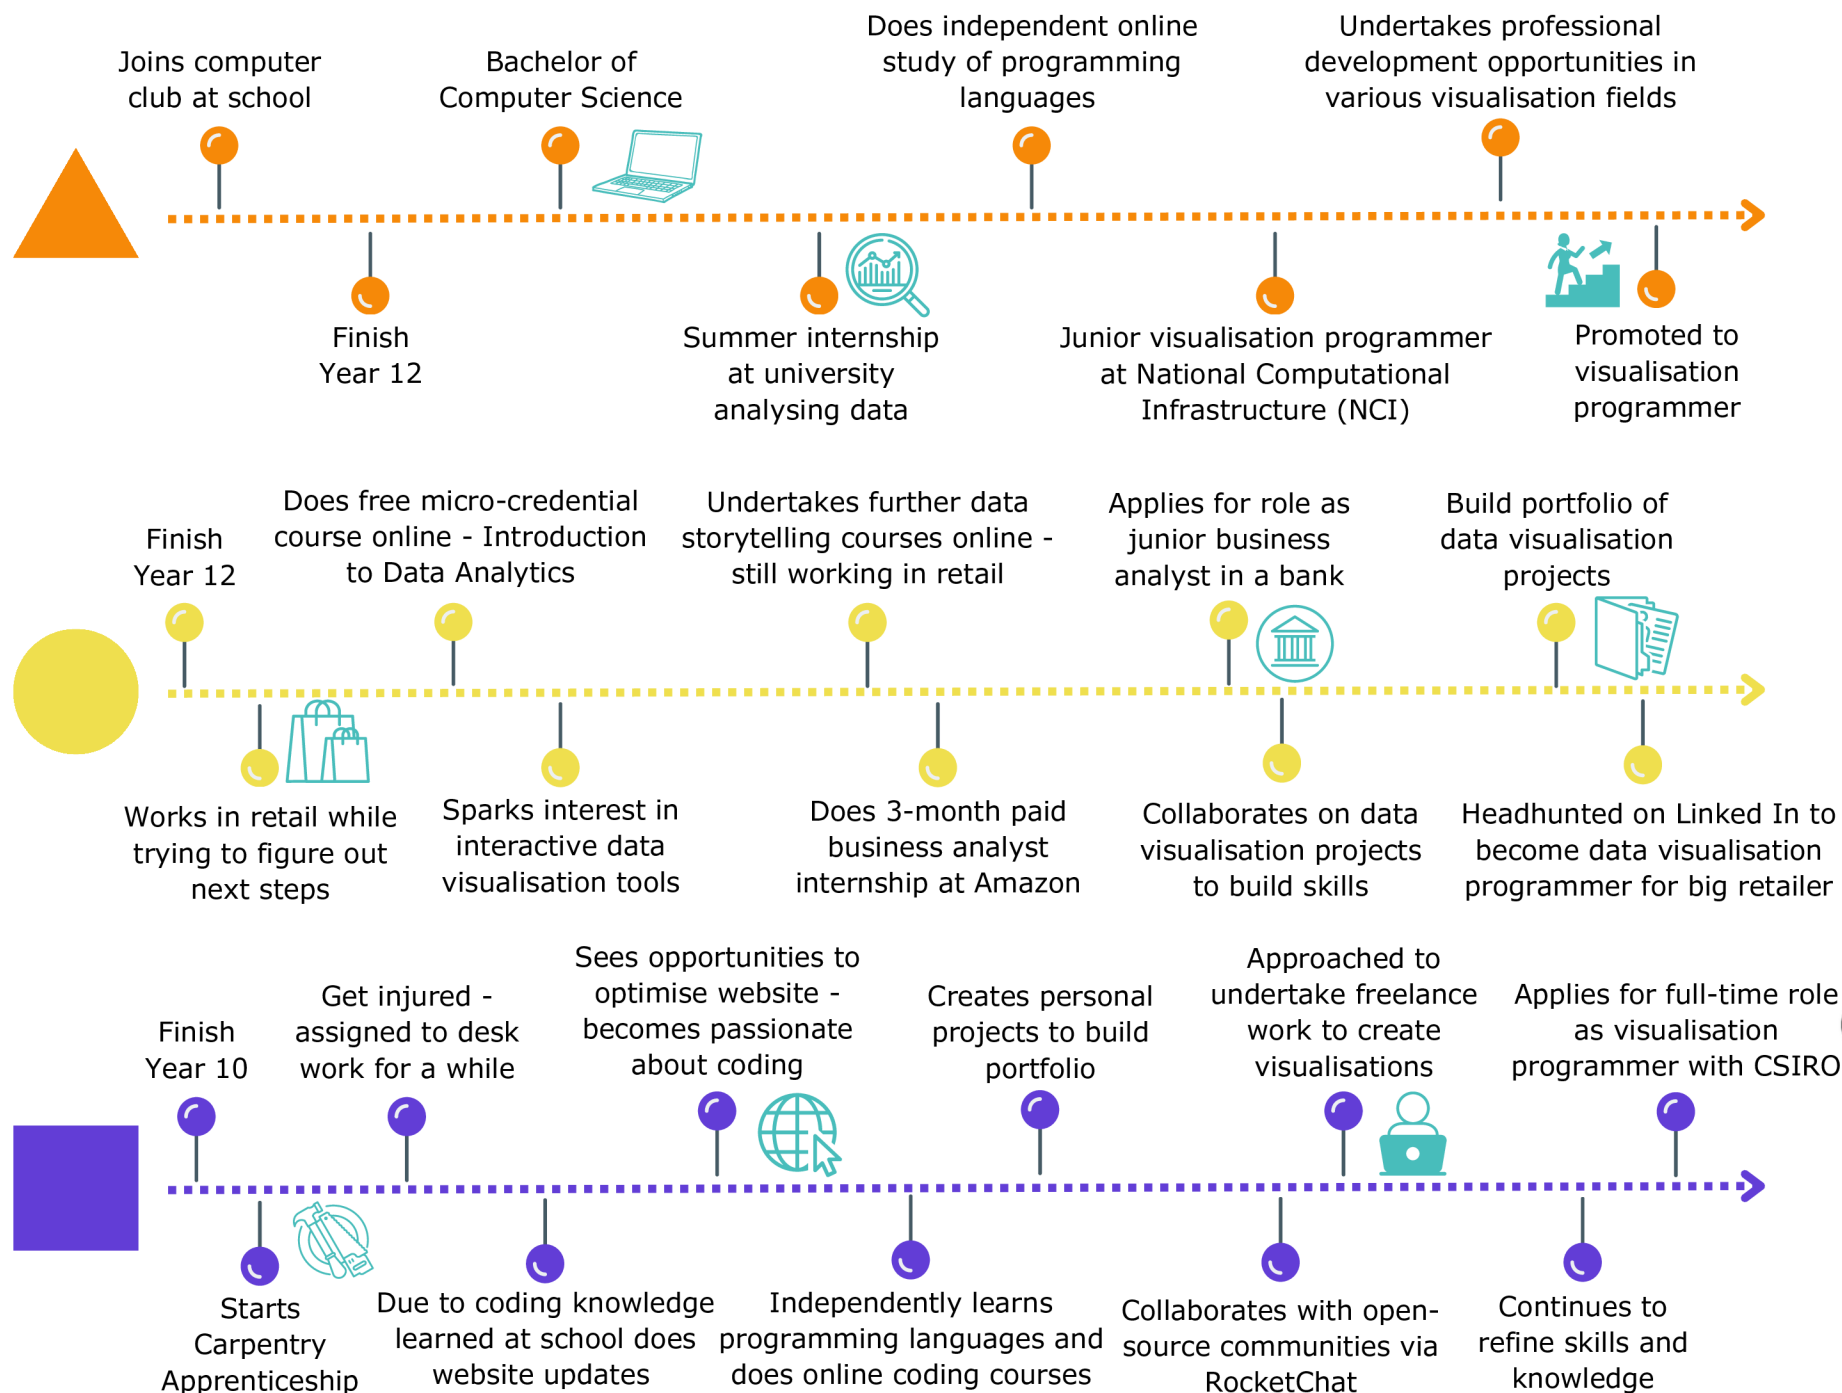 Joins computer
club at school
Finish
Year 12
Bachelor of
Computer Science
Summer internship
at university
analysing data
Does independent online
study of programming
languages
Junior visualisation programmer
at National Computational
Infrastructure (NCI)
Undertakes professional
development opportunities in
various visualisation fields
Promoted to
visualisation
programmer
Finish
Year 12
Works in retail while
trying to figure out
next steps
Does free micro-credential
course online - Introduction
to Data Analytics
Sparks interest in
interactive data
visualisation tools
Undertakes further data
storytelling courses online -
still working in retail
Does 3-month paid
business analyst
internship at Amazon
Applies for role as
junior business
analyst in a bank
Collaborates on data
visualisation projects
to build skills
Build portfolio of
data visualisation
projects
Headhunted on Linked In to
become data visualisation
programmer for big retailer
Finish
Year 10
Starts
Carpentry
Apprenticeship
Get injured -
assigned to desk
work for a while
Due to coding knowledge
learned at school does
website updates
Sees opportunities to
optimise website -
becomes passionate
about coding
Independently learns
programming languages and
does online coding courses
Creates personal
projects to build
portfolio
Collaborates with open-
source communities via
RocketChat
Approached to
undertake freelance
work to create
visualisations
Continues to
refine skills and
knowledge
Applies for full-time role
as visualisation
programmer with CSIRO